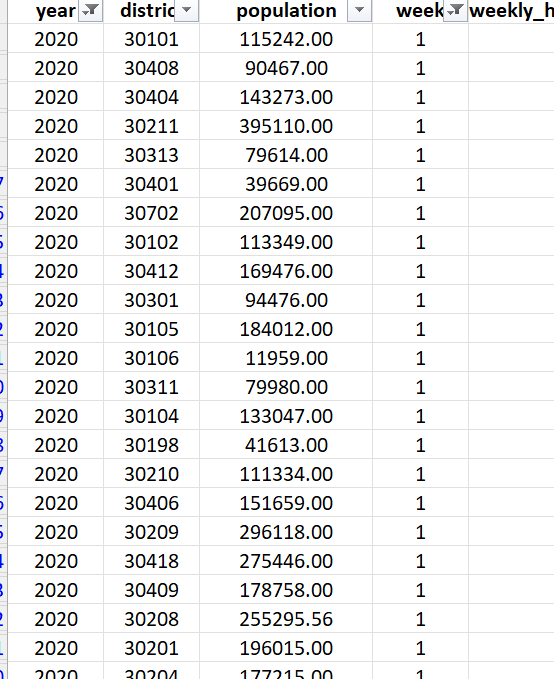 year distric population week weekly_h
2020 30101 115242.00 1
2020 30408 90467.00 1
2020 30404 143273.00 1
2020 30211 395110.00 1
2020 30313 79614.00 1
2020 30401 39669.00 1
2020 30702 207095.00 1
2020 30102 113349.00 1
2020 30412 169476.00 1
2020 30301 94476.00 1
2020 30105 184012.00 1
2020 30106 11959.00 1
2020 30311 79980.00 1
2020 30104 133047.00 1
2020 30198 41613.00 1
2020 30210 111334.00 1
2020 30406 151659.00 1
2020 30209 296118.00 1
2020 30418 275446.00 1
2020 30409 178758.00 1
2020 30208 255295.56 1
2020 30201 196015.00 1
2020 30204 177215.00 1